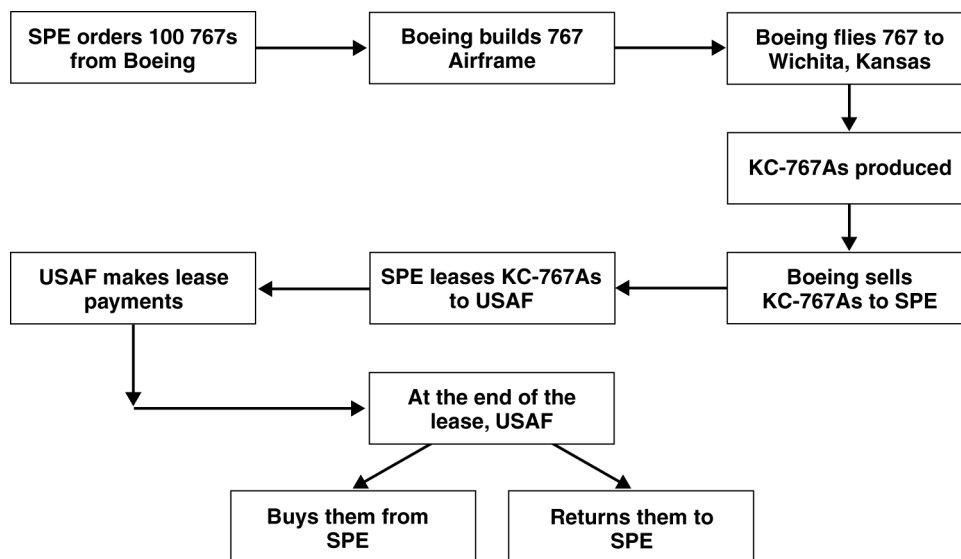 SPE orders 100 767s
from Boeing
Boeing builds 767
Airframe
Boeing flies 767 to
Wichita, Kansas
KC-767As produced
Boeing sells
KC-767As to SPE
SPE leases KC-767As
to USAF
USAF makes lease
payments
At the end of the
lease, USAF
Buys them from
SPE
Returns them to
SPE